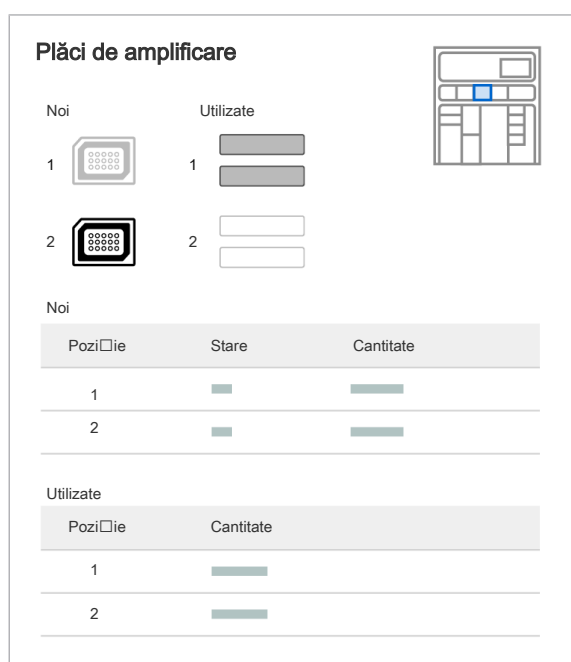 Plăci de amplificare
Noi Utilizate
1 1
2 2
Noi
Pozi□ie Stare Cantitate
1
2
Utilizate
Pozi□ie Cantitate
1
2